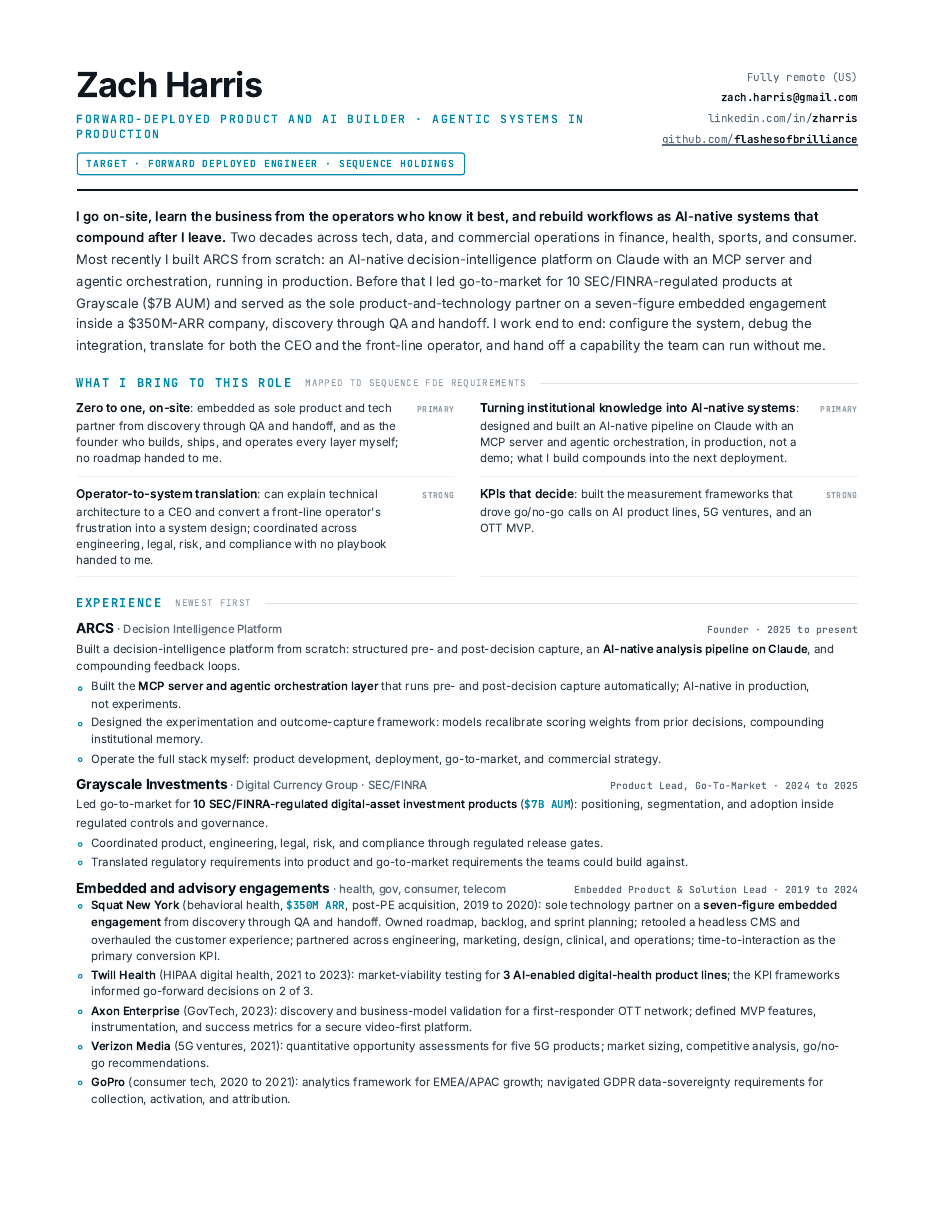 Zach Harris
FORWARD-DEPLOYED PRODUCT AND AI BUILDER · AGENTIC SYSTEMS IN
PRODUCTION
TARGET · FORWARD DEPLOYED ENGINEER · SEQUENCE HOLDINGS
Fully remote (US)
zach.harris@gmail.com
linkedin.com/in/zharris
github.com/flashesofbrilliance
I go on-site, learn the business from the operators who know it best, and rebuild workflows as AI-native systems that
compound after I leave. Two decades across tech, data, and commercial operations in finance, health, sports, and consumer.
Most recently I built ARCS from scratch: an AI-native decision-intelligence platform on Claude with an MCP server and
agentic orchestration, running in production. Before that I led go-to-market for 10 SEC/FINRA-regulated products at
Grayscale ($7B AUM) and served as the sole product-and-technology partner on a seven-figure embedded engagement
inside a $350M-ARR company, discovery through QA and handoff. I work end to end: configure the system, debug the
integration, translate for both the CEO and the front-line operator, and hand off a capability the team can run without me.
WHAT I BRING TO THIS ROLE MAPPED TO SEQUENCE FDE REQUIREMENTS
Zero to one, on-site: embedded as sole product and tech PRIMARY
partner from discovery through QA and handoff, and as the
founder who builds, ships, and operates every layer myself;
no roadmap handed to me.
Turning institutional knowledge into AI-native systems: PRIMARY
designed and built an AI-native pipeline on Claude with an
MCP server and agentic orchestration, in production, not a
demo; what I build compounds into the next deployment.
Operator-to-system translation: can explain technical STRONG
architecture to a CEO and convert a front-line operator's
frustration into a system design; coordinated across
engineering, legal, risk, and compliance with no playbook
handed to me.
KPIs that decide: built the measurement frameworks that STRONG
drove go/no-go calls on AI product lines, 5G ventures, and an
OTT MVP.
EXPERIENCE NEWEST FIRST
ARCS · Decision Intelligence Platform Founder · 2025 to present
Built a decision-intelligence platform from scratch: structured pre- and post-decision capture, an AI-native analysis pipeline on Claude, and
compounding feedback loops.
Built the MCP server and agentic orchestration layer that runs pre- and post-decision capture automatically; AI-native in production,
not experiments.
Designed the experimentation and outcome-capture framework: models recalibrate scoring weights from prior decisions, compounding
institutional memory.
Operate the full stack myself: product development, deployment, go-to-market, and commercial strategy.
Grayscale Investments · Digital Currency Group · SEC/FINRA Product Lead, Go-To-Market · 2024 to 2025
Led go-to-market for 10 SEC/FINRA-regulated digital-asset investment products ($7B AUM): positioning, segmentation, and adoption inside
regulated controls and governance.
Coordinated product, engineering, legal, risk, and compliance through regulated release gates.
Translated regulatory requirements into product and go-to-market requirements the teams could build against.
Embedded and advisory engagements · health, gov, consumer, telecom Embedded Product & Solution Lead · 2019 to 2024
Squat New York (behavioral health, $350M ARR, post-PE acquisition, 2019 to 2020): sole technology partner on a seven-figure embedded
engagement from discovery through QA and handoff. Owned roadmap, backlog, and sprint planning; retooled a headless CMS and
overhauled the customer experience; partnered across engineering, marketing, design, clinical, and operations; time-to-interaction as the
primary conversion KPI.
Twill Health (HIPAA digital health, 2021 to 2023): market-viability testing for 3 AI-enabled digital-health product lines; the KPI frameworks
informed go-forward decisions on 2 of 3.
Axon Enterprise (GovTech, 2023): discovery and business-model validation for a first-responder OTT network; defined MVP features,
instrumentation, and success metrics for a secure video-first platform.
Verizon Media (5G ventures, 2021): quantitative opportunity assessments for five 5G products; market sizing, competitive analysis, go/no-
go recommendations.
GoPro (consumer tech, 2020 to 2021): analytics framework for EMEA/APAC growth; navigated GDPR data-sovereignty requirements for
collection, activation, and attribution.